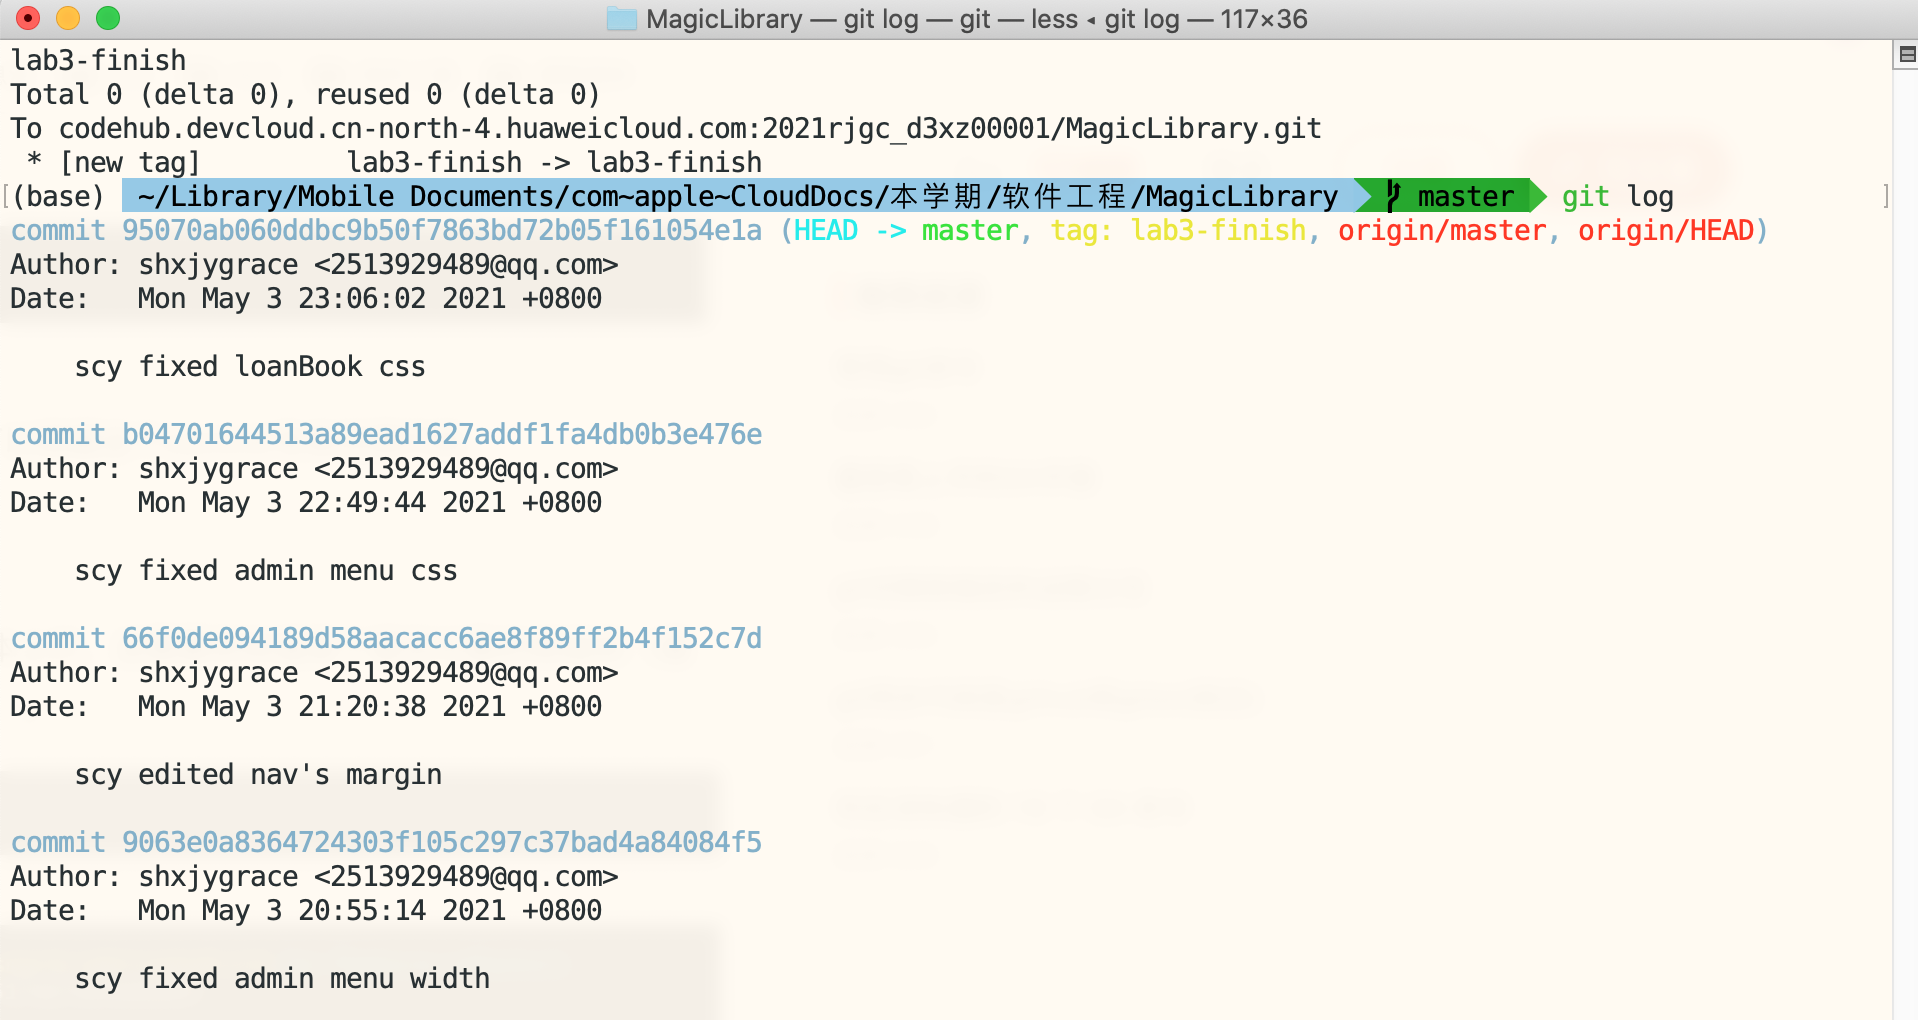 MagicLibrary — git log — git — less ◂ git log — 117×36
lab3-finish
Total 0 (delta 0), reused 0 (delta 0)
To codehub.devcloud.cn-north-4.huaweicloud.com:2021rjgc_d3xz00001/MagicLibrary.git
 * [new tag]         lab3-finish -> lab3-finish
[(base)  ~/Library/Mobile Documents/com~apple~CloudDocs/本学期/软件工程/MagicLibrary  master  git log ]
commit 95070ab060ddbc9b50f7863bd72b05f161054e1a (HEAD -> master, tag: lab3-finish, origin/master, origin/HEAD)
Author: shxjygrace <2513929489@qq.com>
Date:   Mon May 3 23:06:02 2021 +0800
    scy fixed loanBook css
commit b04701644513a89ead1627addf1fa4db0b3e476e
Author: shxjygrace <2513929489@qq.com>
Date:   Mon May 3 22:49:44 2021 +0800
    scy fixed admin menu css
commit 66f0de094189d58aacacc6ae8f89ff2b4f152c7d
Author: shxjygrace <2513929489@qq.com>
Date:   Mon May 3 21:20:38 2021 +0800
    scy edited nav's margin
commit 9063e0a8364724303f105c297c37bad4a84084f5
Author: shxjygrace <2513929489@qq.com>
Date:   Mon May 3 20:55:14 2021 +0800
    scy fixed admin menu width